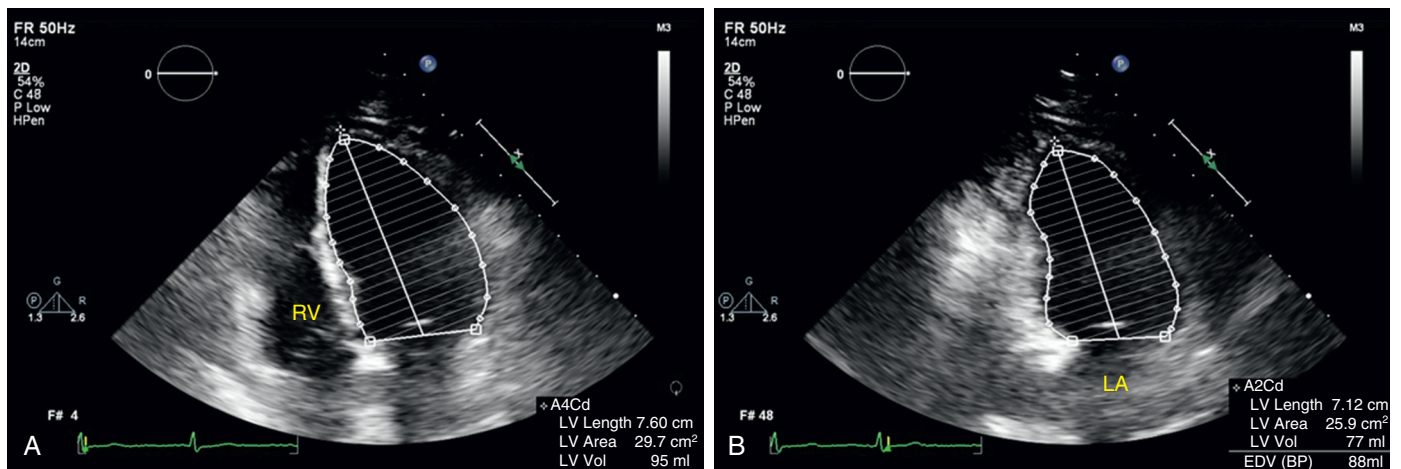 FR 50Hz
14cm
2D
54%
C 48
P Low
HPen
0
P
M3
RV
G
P R
1.3 2.6
F# 4
A
A4Cd
LV Length 7.60 cm
LV Area 29.7 cm²
LV Vol 95 ml
FR 50Hz
14cm
2D
54%
C 48
P Low
HPen
0
P
M3
LA
G
P R
1.3 2.6
F# 48
B
A2Cd
LV Length 7.12 cm
LV Area 25.9 cm²
LV Vol 77 ml
EDV (BP) 88ml